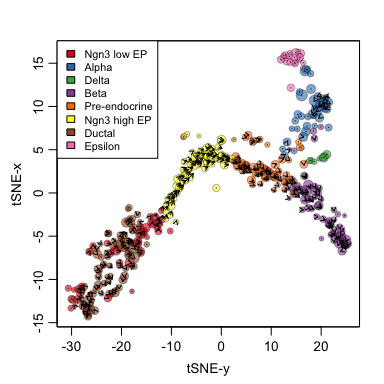 Ngn3 low EP
Alpha
Delta
Beta
Pre-endocrine
Ngn3 high EP
Ductal
Epsilon
15
10
5
0
-5
-10
-15
tSNE-x
-30 -20 -10 0 10 20
tSNE-y